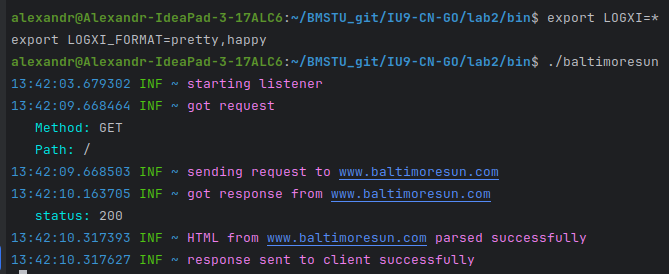 alexandr@Alexandr-IdeaPad-3-17ALC6:~/BMSTU_git/IU9-CN-GO/lab2/bin$ export LOGXI=*
export LOGXI_FORMAT=pretty,happy
alexandr@Alexandr-IdeaPad-3-17ALC6:~/BMSTU_git/IU9-CN-GO/lab2/bin$ ./baltimoresun
13:42:03.679302 INF ~ starting listener
13:42:09.668464 INF ~ got request
   Method: GET
   Path: /
13:42:09.668503 INF ~ sending request to www.baltimoresun.com
13:42:10.163705 INF ~ got response from www.baltimoresun.com
   status: 200
13:42:10.317393 INF ~ HTML from www.baltimoresun.com parsed successfully
13:42:10.317627 INF ~ response sent to client successfully